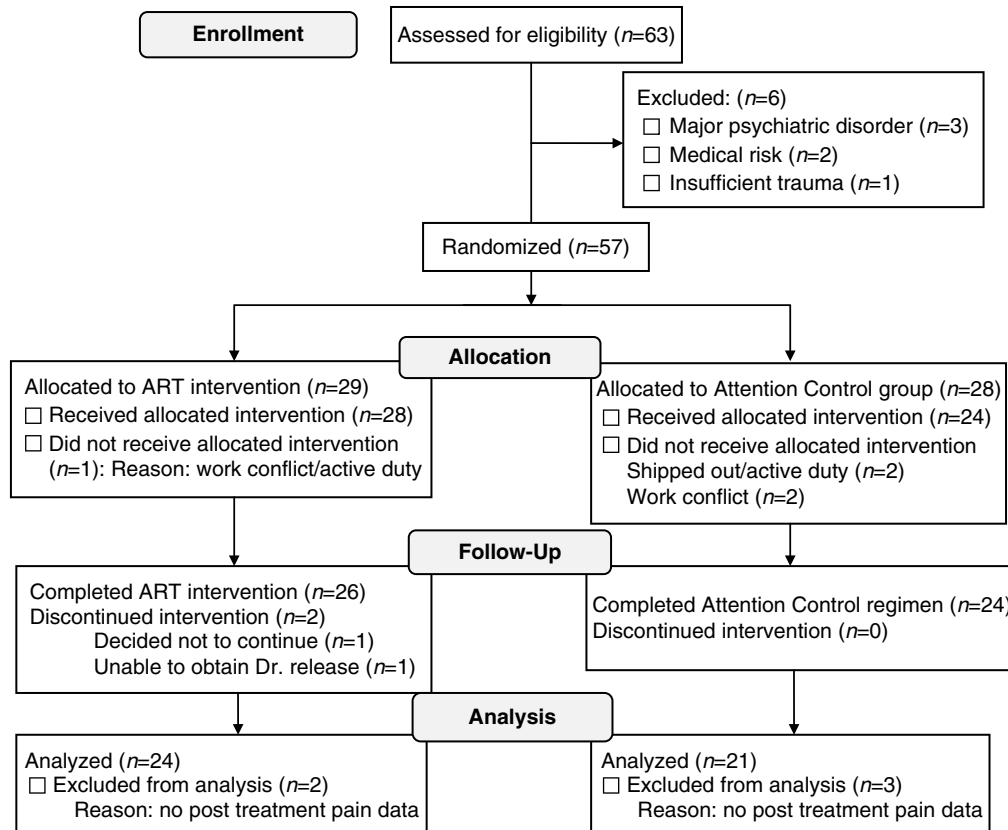 Enrollment
Assessed for eligibility (n=63)
Excluded: (n=6)
☐ Major psychiatric disorder (n=3)
☐ Medical risk (n=2)
☐ Insufficient trauma (n=1)
Randomized (n=57)
Allocation
Allocated to ART intervention (n=29)
☐ Received allocated intervention (n=28)
☐ Did not receive allocated intervention
(n=1): Reason: work conflict/active duty
Allocated to Attention Control group (n=28)
☐ Received allocated intervention (n=24)
☐ Did not receive allocated intervention
Shipped out/active duty (n=2)
Work conflict (n=2)
Follow-Up
Completed ART intervention (n=26)
Discontinued intervention (n=2)
Decided not to continue (n=1)
Unable to obtain Dr. release (n=1)
Completed Attention Control regimen (n=24)
Discontinued intervention (n=0)
Analysis
Analyzed (n=24)
☐ Excluded from analysis (n=2)
Reason: no post treatment pain data
Analyzed (n=21)
☐ Excluded from analysis (n=3)
Reason: no post treatment pain data